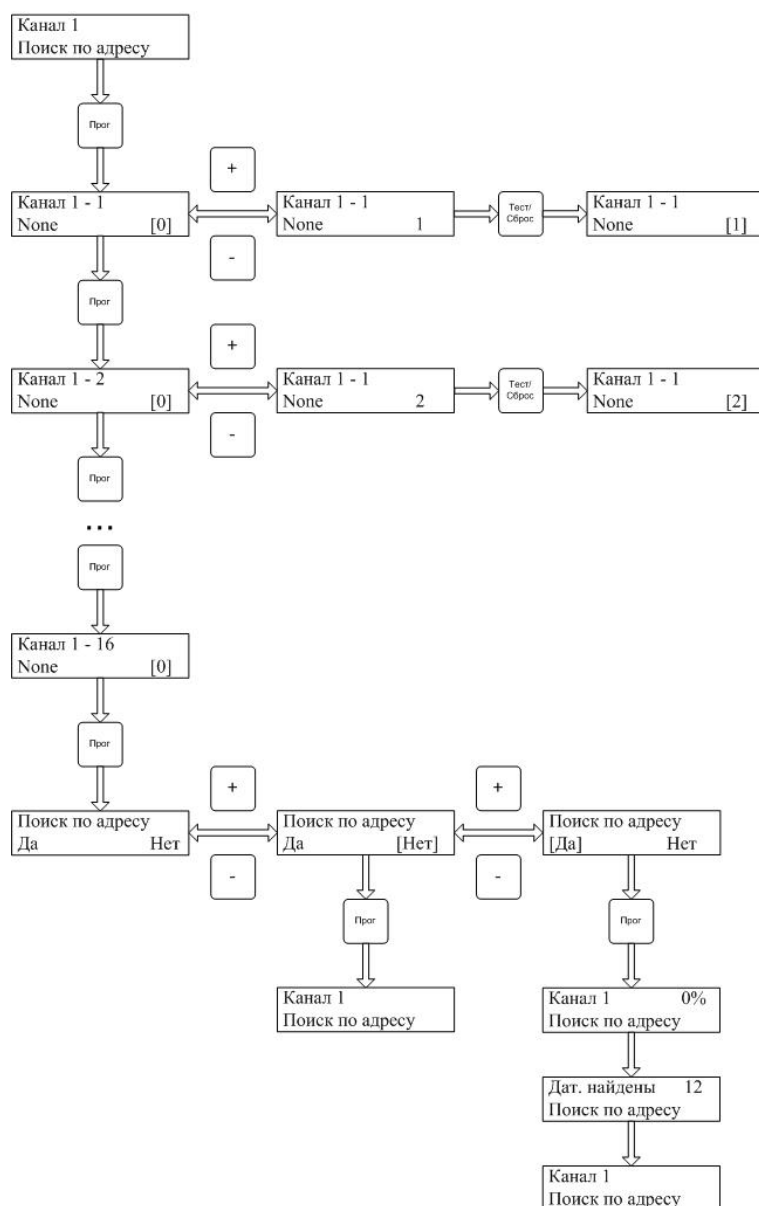 Канал 1
Поиск по адресу
Прог
+
Канал 1 - 1
None [0]
Канал 1 - 1
None 1
Тест/
Сброс
Канал 1 - 1
None [1]
-
Прог
+
Канал 1 - 2
None [0]
Канал 1 - 1
None 2
Тест/
Сброс
Канал 1 - 1
None [2]
-
Прог
...
Прог
Канал 1 - 16
None [0]
Прог
+
+
Поиск по адресу
Да Нет
Поиск по адресу
Да [Нет]
Поиск по адресу
[Да] Нет
-
-
Прог
Прог
Канал 1
Поиск по адресу
Канал 1 0%
Поиск по адресу
Дат. найдены 12
Поиск по адресу
Канал 1
Поиск по адресу